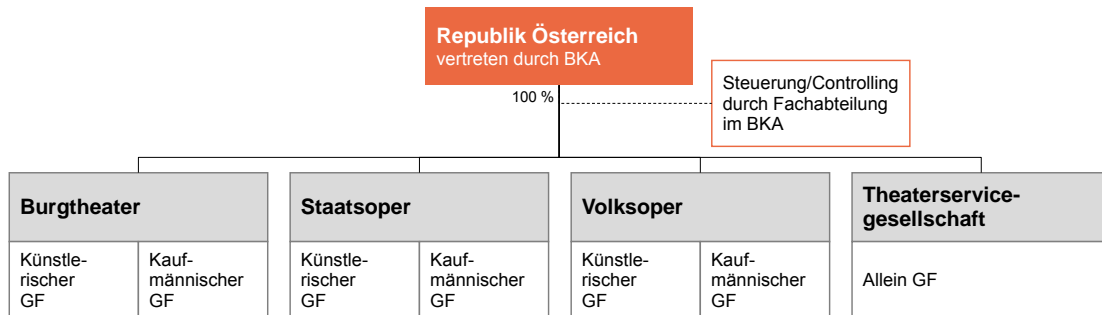 Republik Österreich
vertreten durch BKA
100 %
Steuerung/Controlling
durch Fachabteilung
im BKA
Burgtheater
Staatsoper
Volksoper
Theaterservice-
gesellschaft
Künstle-
rischer
GF
Kauf-
männischer
GF
Künstle-
rischer
GF
Kauf-
männischer
GF
Künstle-
rischer
GF
Kauf-
männischer
GF
Allein GF